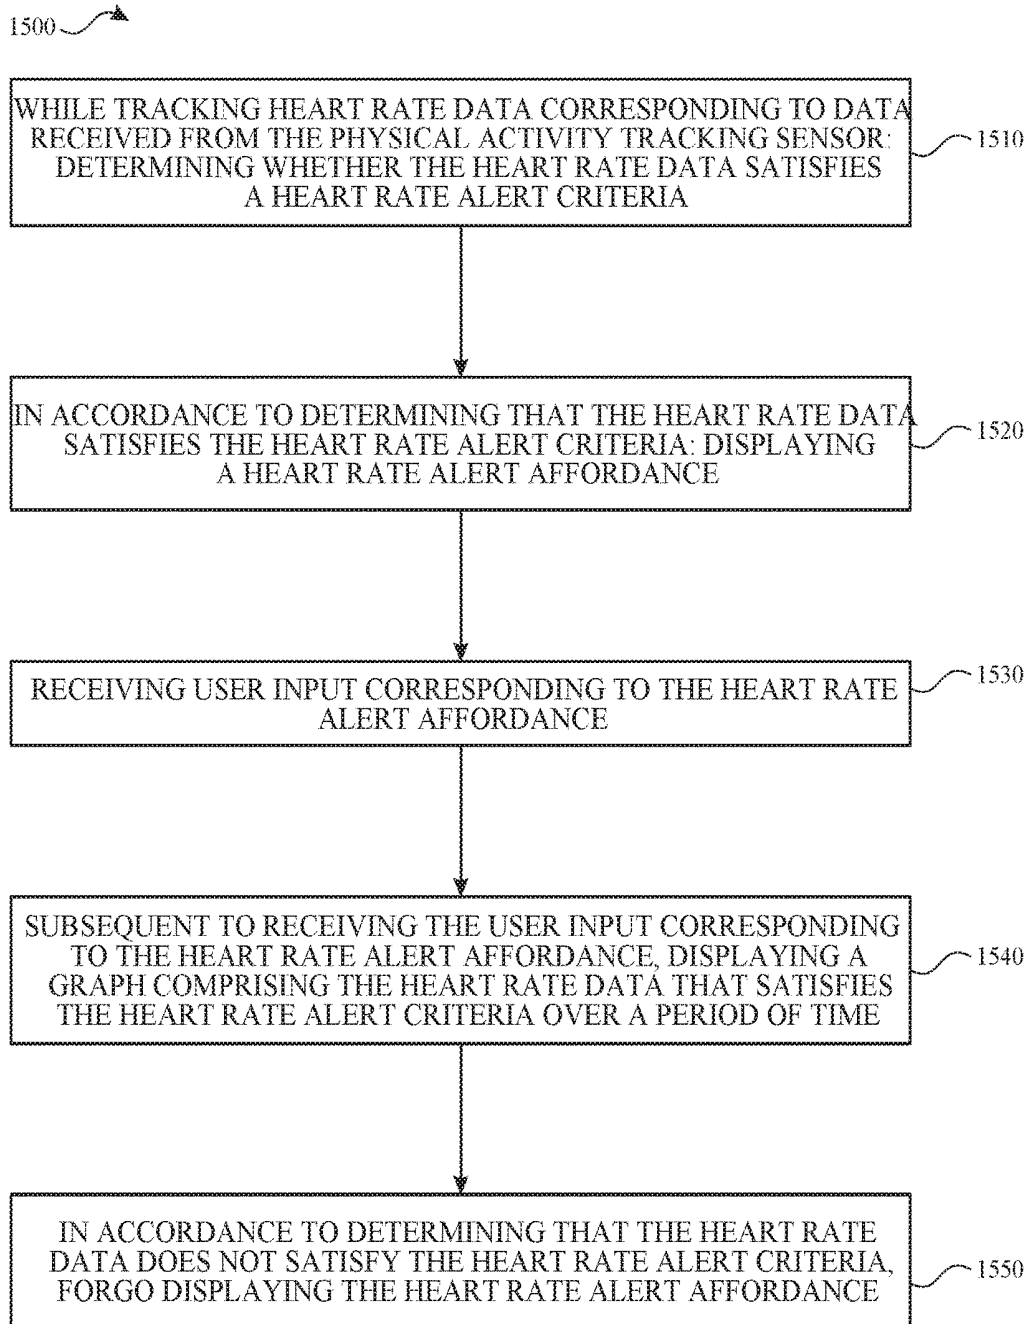 1500
WHILE TRACKING HEART RATE DATA CORRESPONDING TO DATA
RECEIVED FROM THE PHYSICAL ACTIVITY TRACKING SENSOR:
DETERMINING WHETHER THE HEART RATE DATA SATISFIES
A HEART RATE ALERT CRITERIA
1510
IN ACCORDANCE TO DETERMINING THAT THE HEART RATE DATA
SATISFIES THE HEART RATE ALERT CRITERIA: DISPLAYING
A HEART RATE ALERT AFFORDANCE
1520
RECEIVING USER INPUT CORRESPONDING TO THE HEART RATE
ALERT AFFORDANCE
1530
SUBSEQUENT TO RECEIVING THE USER INPUT CORRESPONDING
TO THE HEART RATE ALERT AFFORDANCE, DISPLAYING A
GRAPH COMPRISING THE HEART RATE DATA THAT SATISFIES
THE HEART RATE ALERT CRITERIA OVER A PERIOD OF TIME
1540
IN ACCORDANCE TO DETERMINING THAT THE HEART RATE
DATA DOES NOT SATISFY THE HEART RATE ALERT CRITERIA,
FORGO DISPLAYING THE HEART RATE ALERT AFFORDANCE
1550